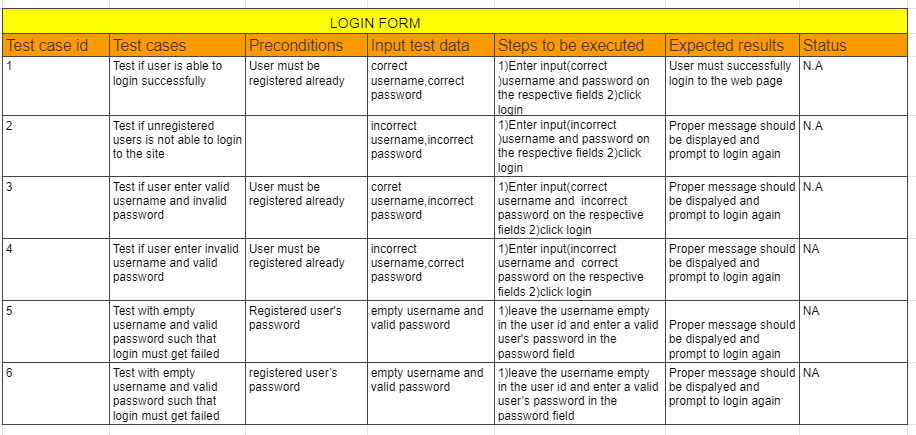 LOGIN FORM
Test case id Test cases Preconditions Input test data Steps to be executed Expected results Status
1
Test if user is able to
login successfully
User must be
registered already
correct
username,correct
password
1)Enter input(correct
)username and password on
the respective fields 2)click
login
User must successfully
login to the web page
N.A
2
Test if unregistered
users is not able to login
to the site
incorrect
username,incorrect
password
1)Enter input(incorrect
)username and password on
the respective fields 2)click
login
Proper message should
be displayed and
prompt to login again
N.A
3
Test if user enter valid
username and invalid
password
User must be
registered already
corret
username,incorrect
password
1)Enter input(correct
username and  incorrect
password on the respective
fields 2)click login
Proper message should
be dispalyed and
prompt to login again
N.A
4
Test if user enter invalid
username and valid
password
User must be
registered already
incorrect
username,correct
password
1)Enter input(incorrect
username and  correct
password on the respective
fields 2)click login
Proper message should
be dispalyed and
prompt to login again
NA
5
Test with empty
username and valid
password such that
login must get failed
Registered user's
password
empty username and
valid password
1)leave the username empty
in the user id and enter a valid
user's password in the
password field
Proper message should
be dispalyed and
prompt to login again
NA
6
Test with empty
username and valid
password such that
login must get failed
registered user’s
password
empty username and
valid password
1)leave the username empty
in the user id and enter a valid
user’s password in the
password field
Proper message should
be dispalyed and
prompt to login again
NA